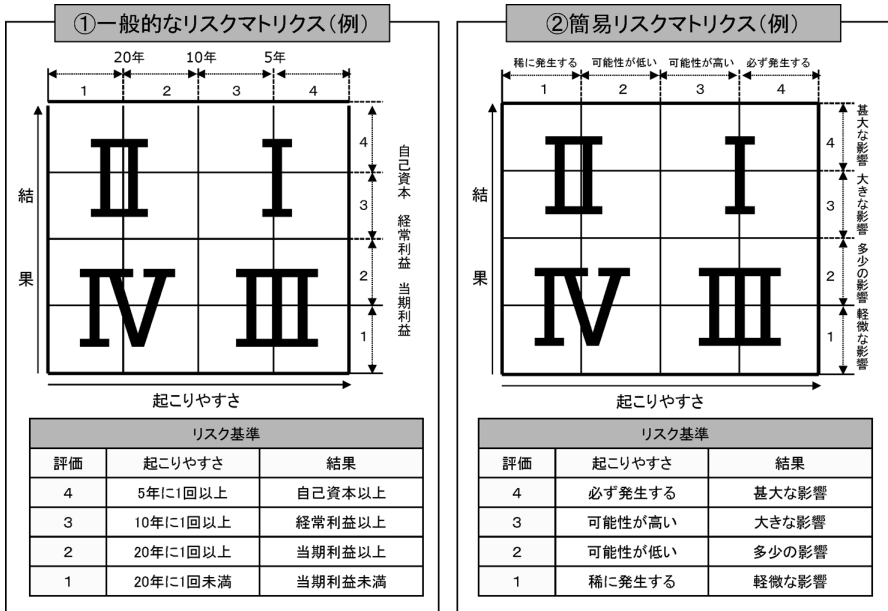 ①一般的なリスクマトリクス(例)
20年 10年 5年
1 2 3 4
Ⅱ Ⅰ
Ⅳ Ⅲ
4
3
2
1
自己資本 経常利益 当期利益
結果
起こりやすさ
リスク基準
評価 起こりやすさ 結果
4 5年に1回以上 自己資本以上
3 10年に1回以上 経常利益以上
2 20年に1回以上 当期利益以上
1 20年に1回未満 当期利益未満
②簡易リスクマトリクス(例)
稀に発生する 可能性が低い 可能性が高い 必ず発生する
1 2 3 4
Ⅱ Ⅰ
Ⅳ Ⅲ
4 甚大な影響
3 大きな影響
2 多少の影響
1 軽微な影響
結果
起こりやすさ
リスク基準
評価 起こりやすさ 結果
4 必ず発生する 甚大な影響
3 可能性が高い 大きな影響
2 可能性が低い 多少の影響
1 稀に発生する 軽微な影響